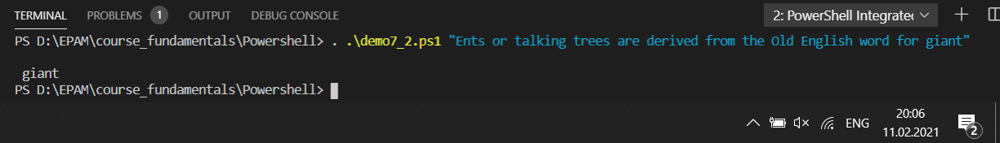 TERMINAL PROBLEMS 1 OUTPUT DEBUG CONSOLE 2: PowerShell Integrated
PS D:\EPAM\course_fundamentals\Powershell> . .\demo7_2.ps1 "Ents or talking trees are derived from the Old English word for giant"
giant
PS D:\EPAM\course_fundamentals\Powershell>
20:06
ENG
11.02.2021
2